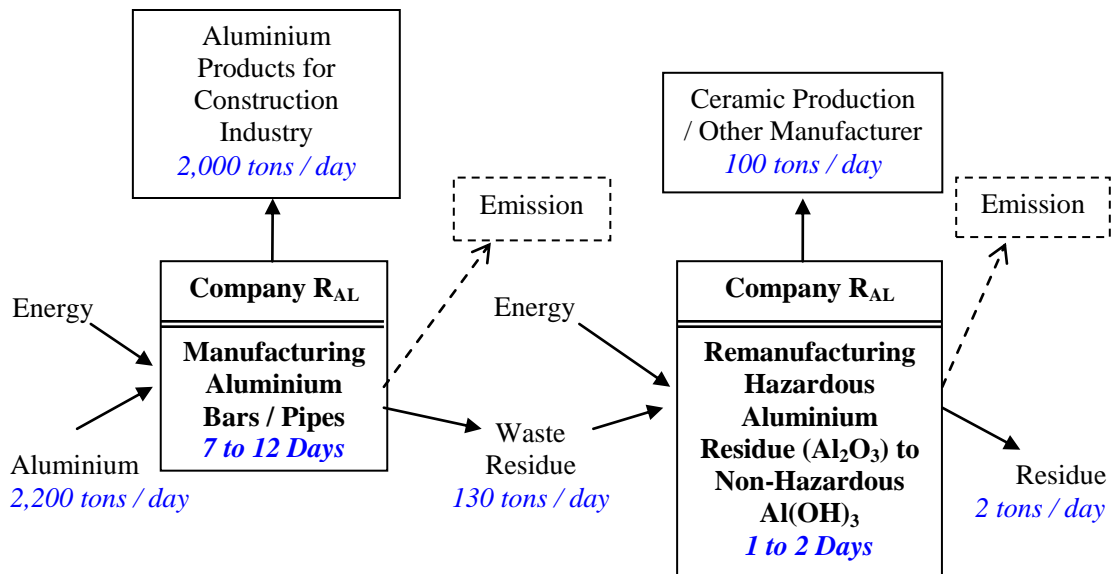 Aluminium
Products for
Construction
Industry
2,000 tons / day
Ceramic Production
/ Other Manufacturer
100 tons / day
Emission
Emission
Energy
Company R_AL
Manufacturing
Aluminium
Bars / Pipes
7 to 12 Days
Aluminium
2,200 tons / day
Waste
Residue
130 tons / day
Energy
Company R_AL
Remanufacturing
Hazardous
Aluminium
Residue (Al₂O₃) to
Non-Hazardous
Al(OH)₃
1 to 2 Days
Residue
2 tons / day